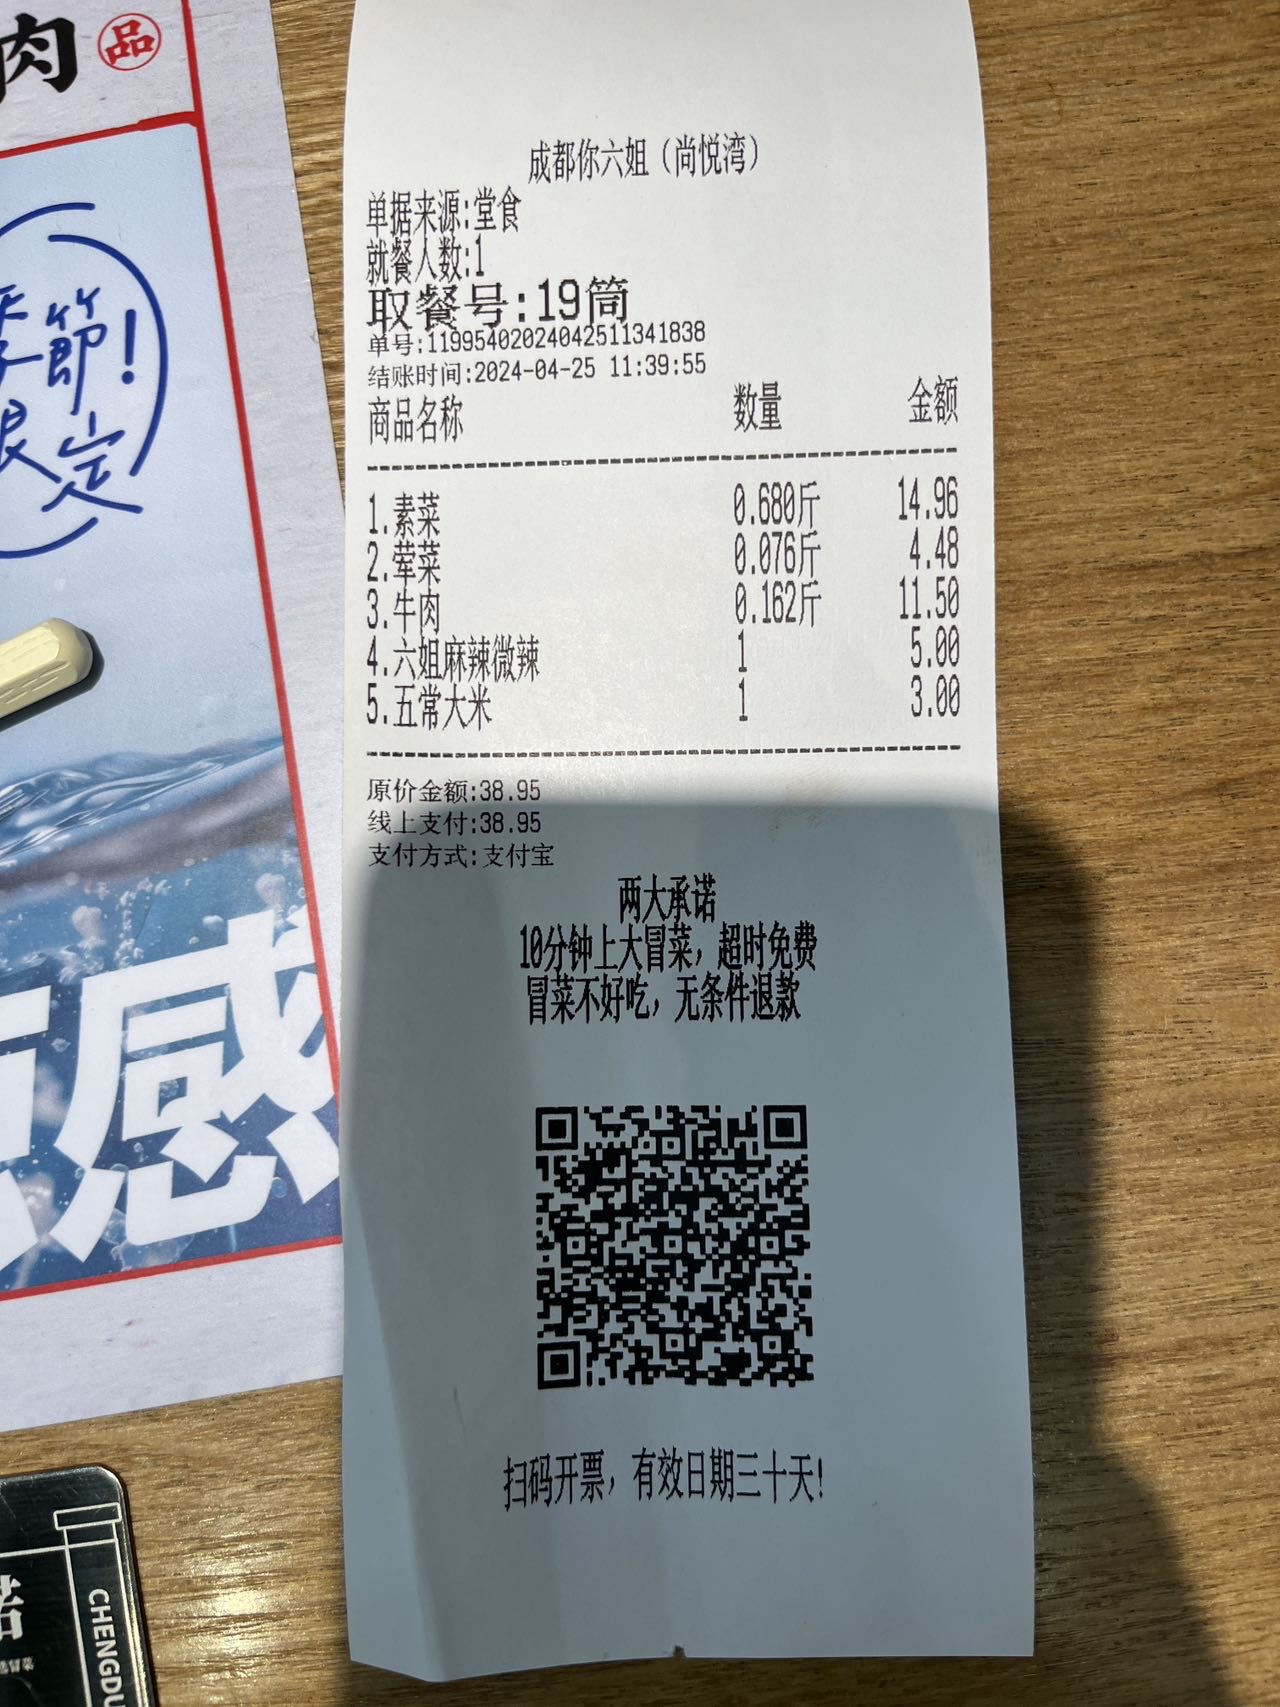 肉 品
成都你六姐（尚悦湾）
单据来源:堂食
就餐人数:1
取餐号:19筒
单号:11995402024042511341838
结账时间:2024-04-25 11:39:55
商品名称 数量 金额
1.素菜 0.680斤 14.96
2.荤菜 0.076斤 4.48
3.牛肉 0.162斤 11.50
4.六姐麻辣微辣 1 5.00
5.五常大米 1 3.00
原价金额:38.95
线上支付:38.95
支付方式:支付宝
两大承诺
10分钟上大冒菜，超时免费
冒菜不好吃，无条件退款
扫码开票，有效日期三十天!
節!
定
感
CHENGDU